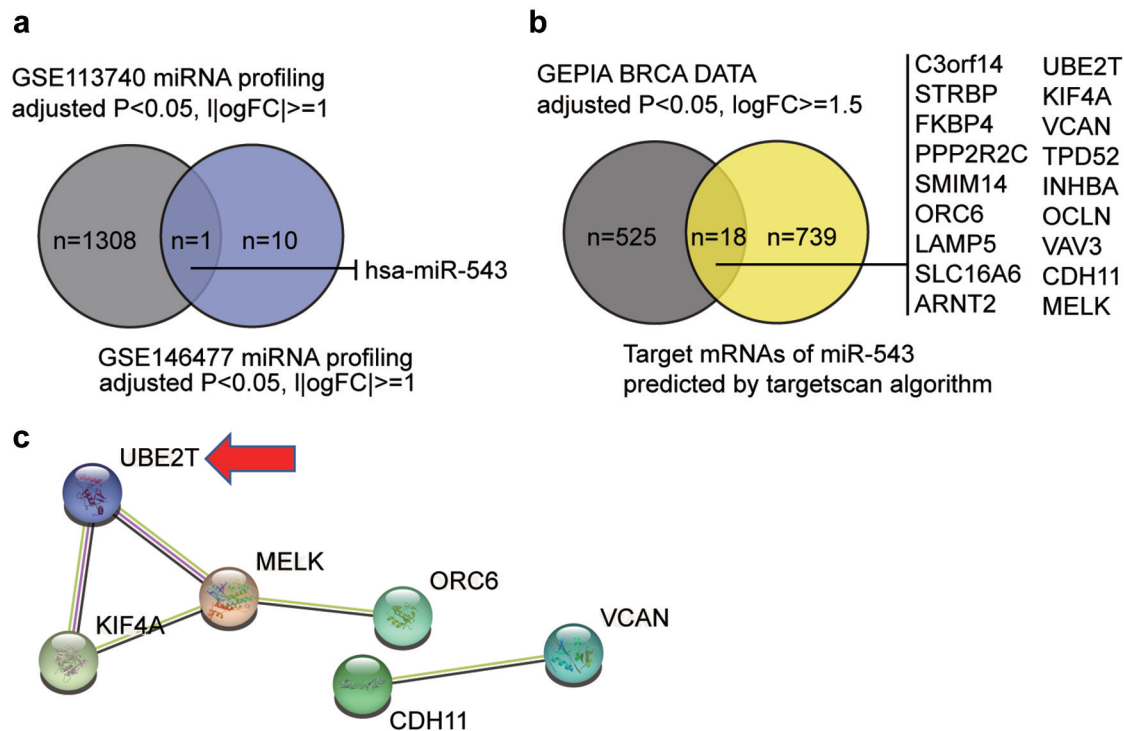 a
GSE113740 miRNA profiling
adjusted P<0.05, l|ogFC|>=1
n=1308
n=1
n=10
hsa-miR-543
GSE146477 miRNA profiling
adjusted P<0.05, l|ogFC|>=1
b
GEPIA BRCA DATA
adjusted P<0.05, logFC>=1.5
n=525
n=18
n=739
C3orf14
STRBP
FKBP4
PPP2R2C
SMIM14
ORC6
LAMP5
SLC16A6
ARNT2
UBE2T
KIF4A
VCAN
TPD52
INHBA
OCLN
VAV3
CDH11
MELK
Target mRNAs of miR-543
predicted by targetscan algorithm
c
UBE2T
MELK
KIF4A
ORC6
VCAN
CDH11